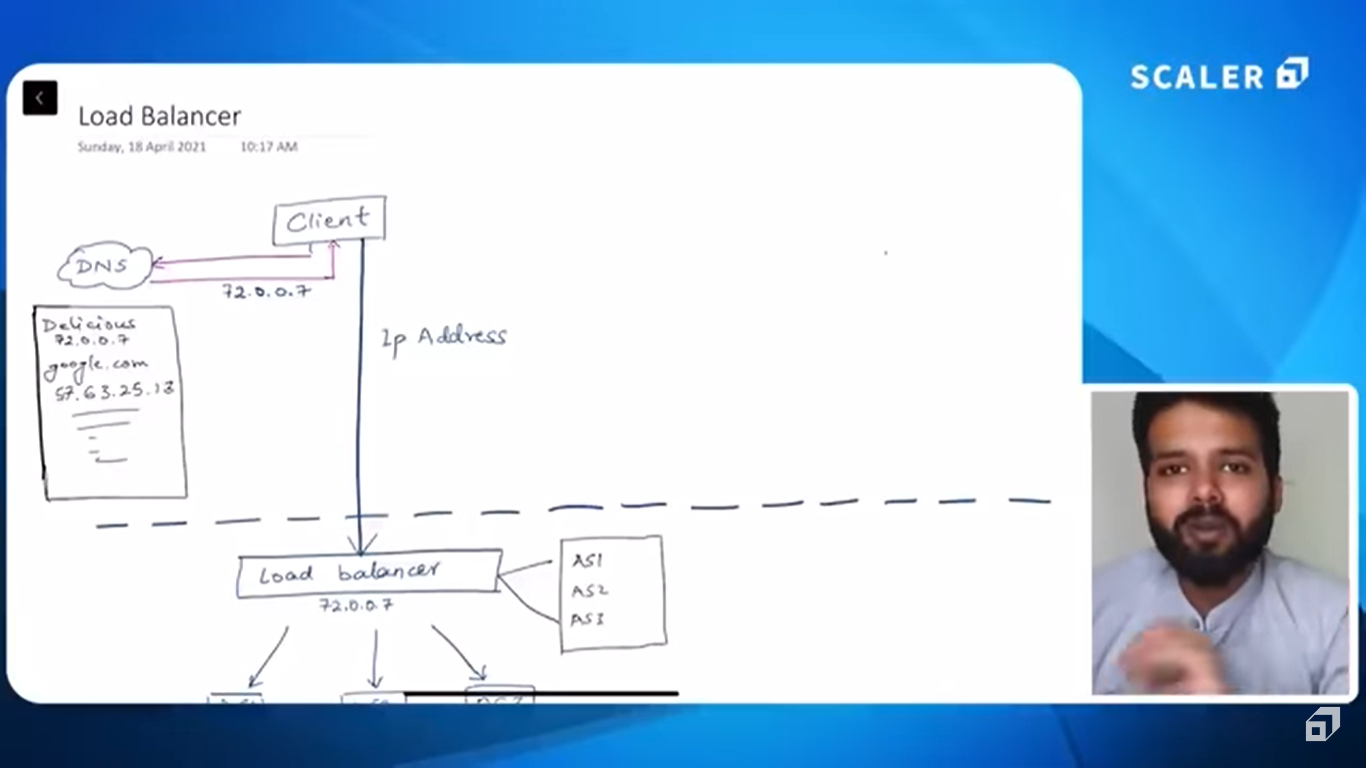 SCALER
Load Balancer
Sunday, 18 April 2021 10:17 AM
Client
DNS
72.0.0.7
Delicious
72.0.0.7
google.com
57.63.25.13
Ip Address
Load balancer
72.0.0.7
AS1
AS2
AS3